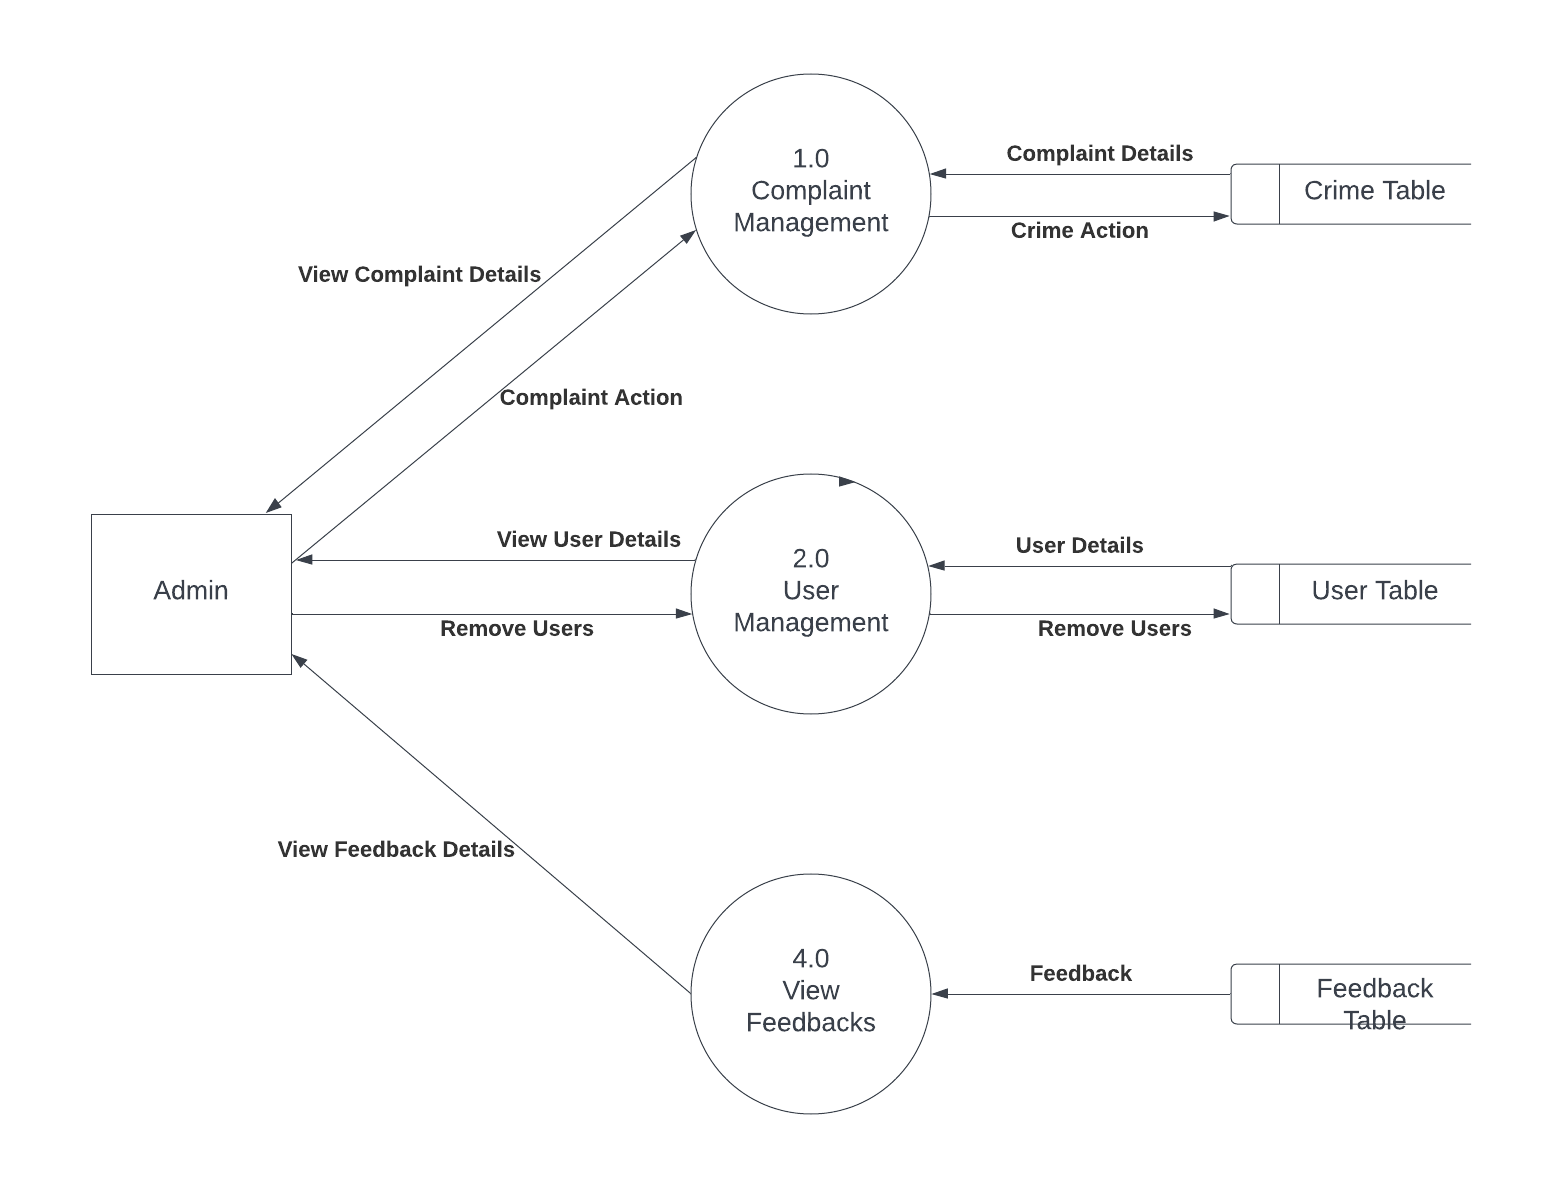 1.0
Complaint
Management
Complaint Details
Crime Table
Crime Action
View Complaint Details
Complaint Action
Admin
View User Details
Remove Users
2.0
User
Management
User Details
User Table
Remove Users
View Feedback Details
4.0
View
Feedbacks
Feedback
Feedback
Table